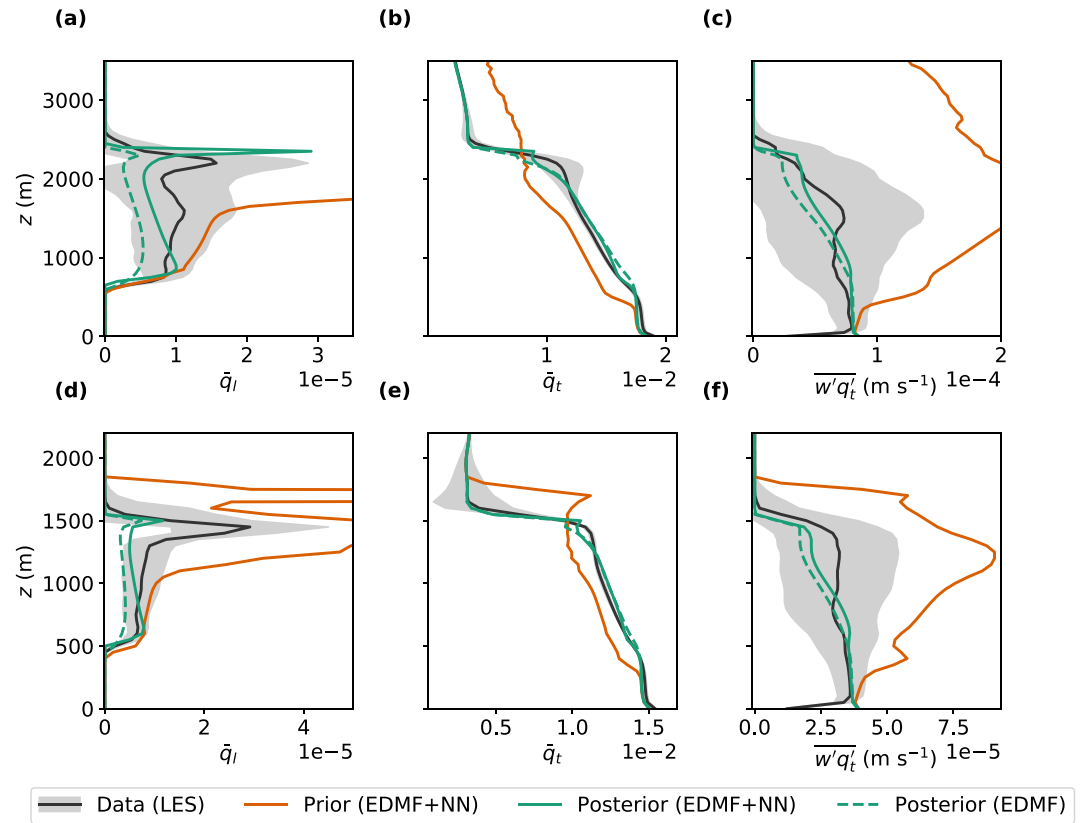 (a)
(b)
(c)
z (m)
3000
2000
1000
0
0 1 2 3
1e−5
q̄_l
1 2
1e−2
q̄_t
0 1 2
1e−4
w′q′_t (m s⁻¹)
(d)
(e)
(f)
z (m)
2000
1500
1000
500
0
0 2 4
1e−5
q̄_l
0.5 1.0 1.5
1e−2
q̄_t
0.0 2.5 5.0 7.5
1e−5
w′q′_t (m s⁻¹)
Data (LES) Prior (EDMF+NN) Posterior (EDMF+NN) Posterior (EDMF)